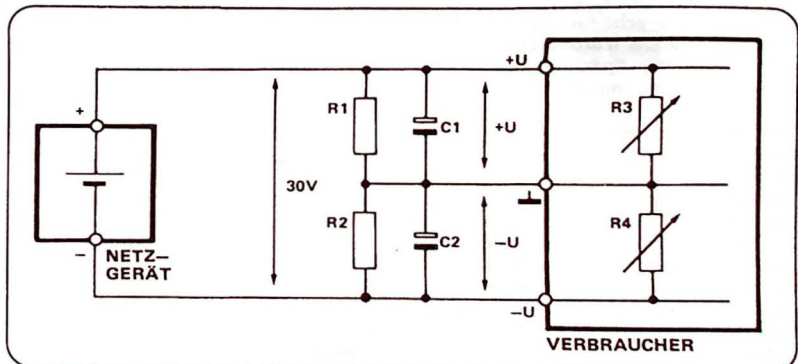 +U
+
R1
C1
+U
R3
30V
R2
C2
–U
R4
–
NETZ–
GERÄT
–U
VERBRAUCHER